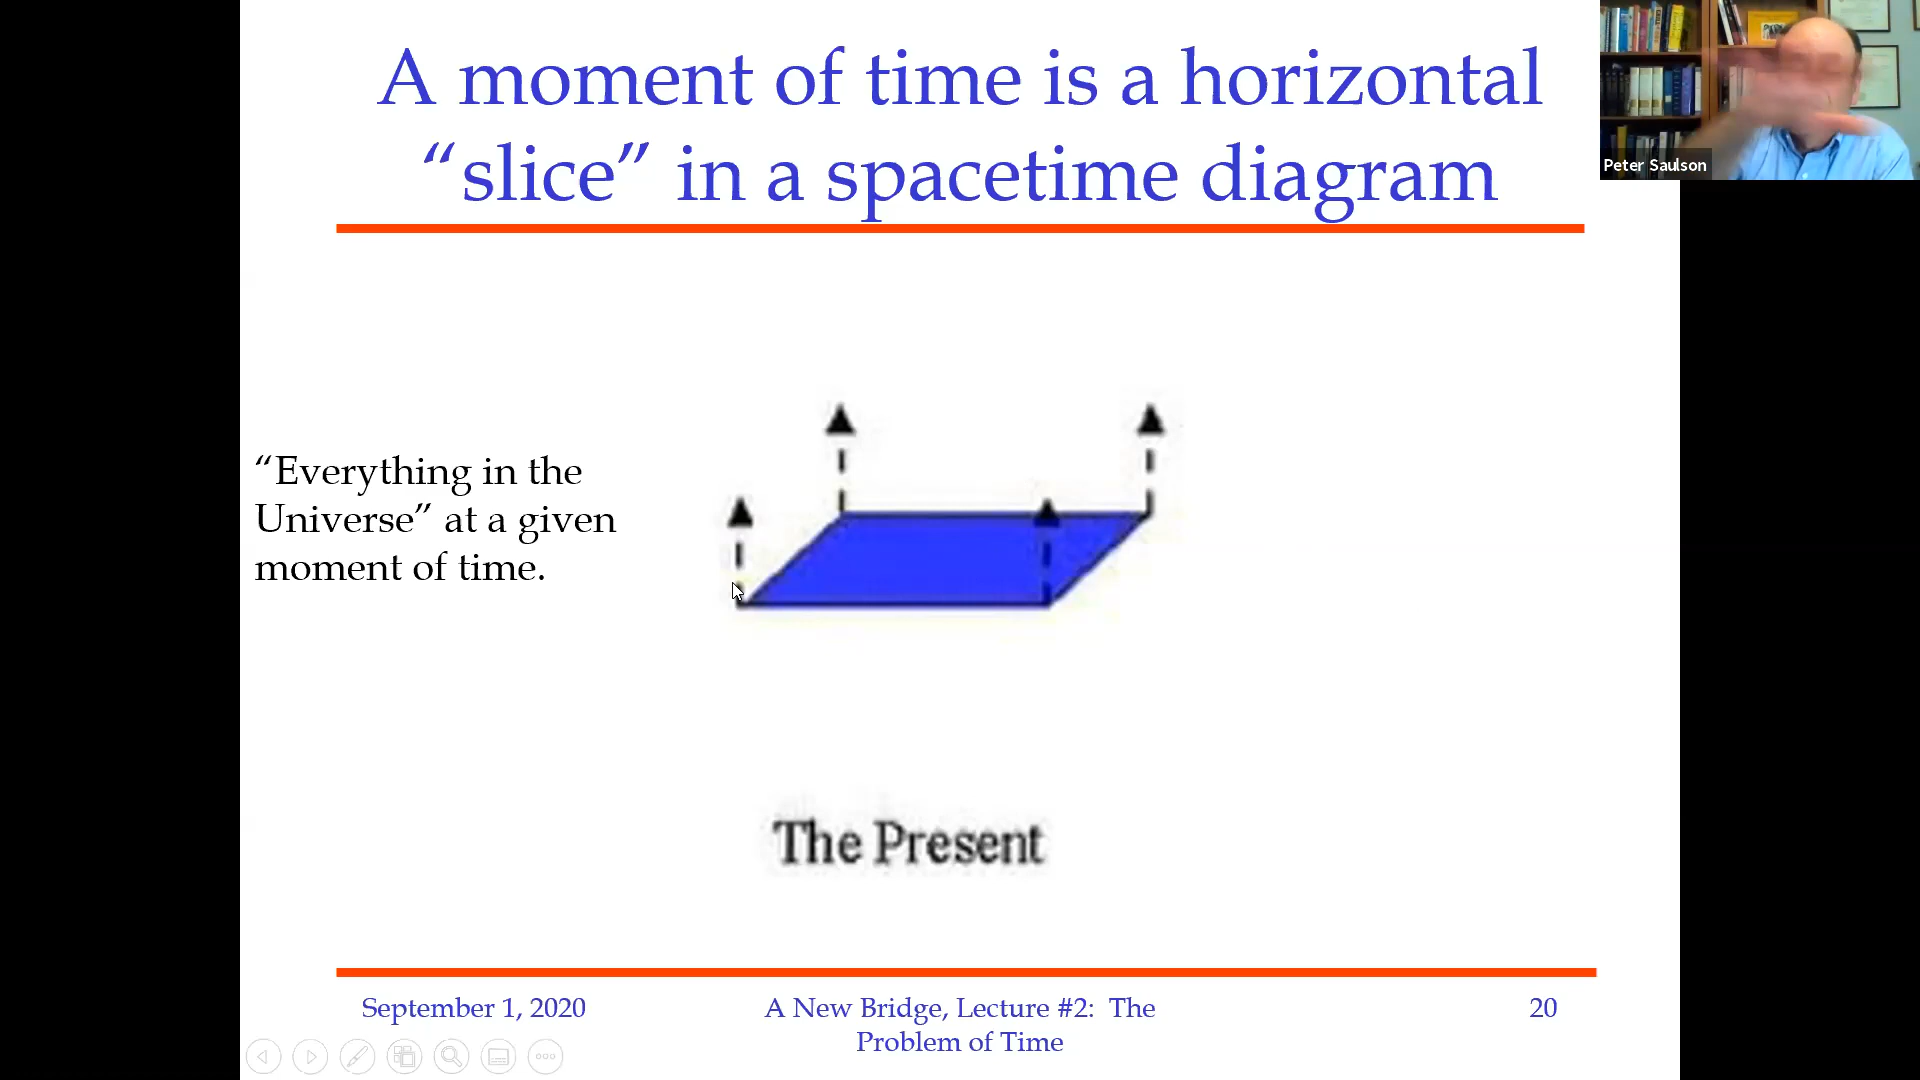 A moment of time is a horizontal
“slice” in a spacetime diagram
Peter Saulson
“Everything in the
Universe” at a given
moment of time.
The Present
September 1, 2020
A New Bridge, Lecture #2: The
Problem of Time
20